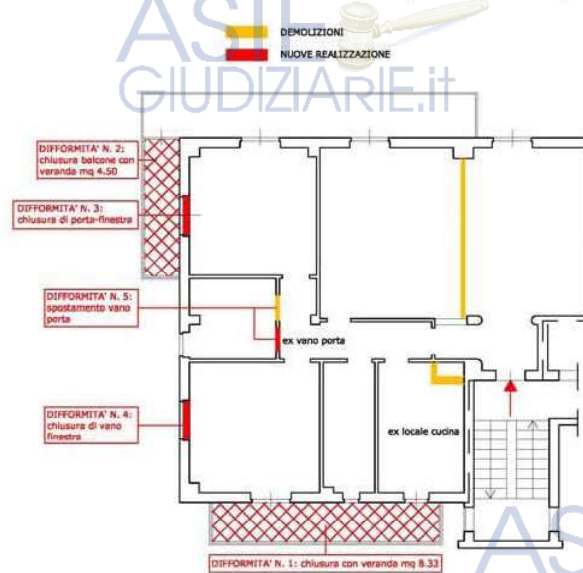 ASTE
GIUDIZIARIE.it
DEMOLIZIONI
NUOVE REALIZZAZIONE
DIFFORMITA' N. 2:
chiusura balcone con
veranda mq 4.50
DIFFORMITA' N. 3:
chiusura di porta-finestra
DIFFORMITA' N. 5:
spostamento vano
porta
ex vano porta
DIFFORMITA' N. 4:
chiusura di vano
finestra
ex locale cucina
DIFFORMITA' N. 1: chiusura con veranda mq 8.33
AS